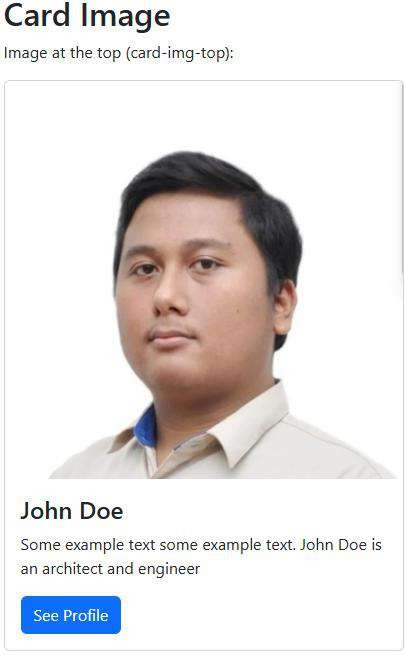 Card Image
Image at the top (card-img-top):
John Doe
Some example text some example text. John Doe is
an architect and engineer
See Profile